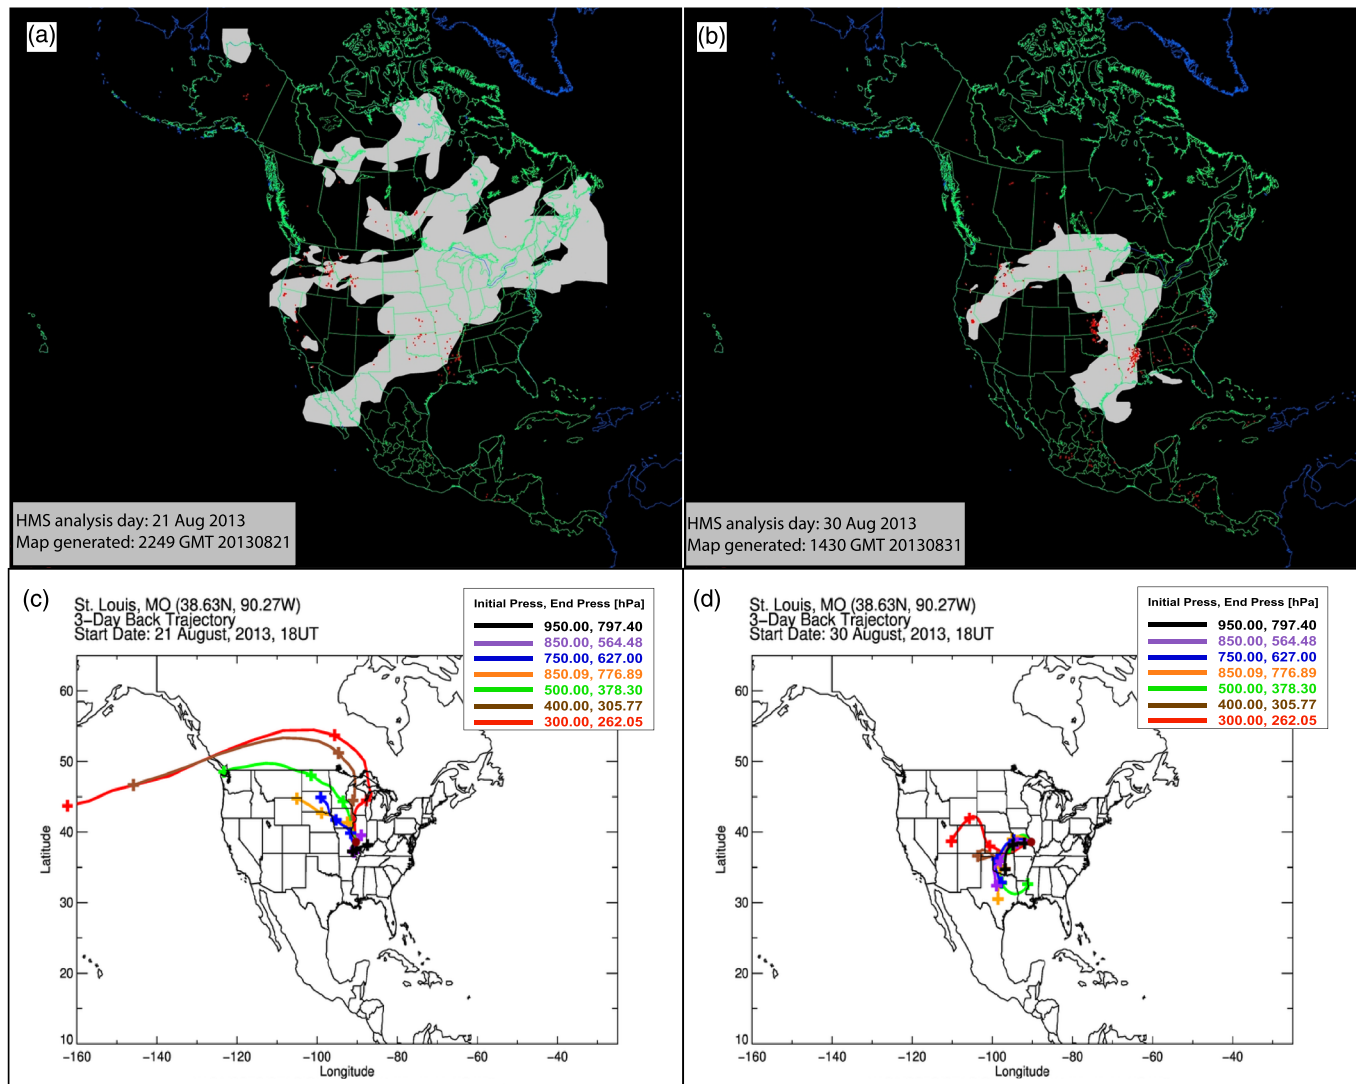 (a)
HMS analysis day: 21 Aug 2013
Map generated: 2249 GMT 20130821
(b)
HMS analysis day: 30 Aug 2013
Map generated: 1430 GMT 20130831
(c)
St. Louis, MO (38.63N, 90.27W)
3-Day Back Trajectory
Start Date: 21 August, 2013, 18UT
Initial Press, End Press [hPa]
950.00, 797.40
850.00, 564.48
750.00, 627.00
850.09, 776.89
500.00, 378.30
400.00, 305.77
300.00, 262.05
Latitude
60
50
40
30
20
10
-160
-140
-120
-100
-80
-60
-40
Longitude
(d)
St. Louis, MO (38.63N, 90.27W)
3-Day Back Trajectory
Start Date: 30 August, 2013, 18UT
Initial Press, End Press [hPa]
950.00, 797.40
850.00, 564.48
750.00, 627.00
850.09, 776.89
500.00, 378.30
400.00, 305.77
300.00, 262.05
Latitude
60
50
40
30
20
10
-160
-140
-120
-100
-80
-60
-40
Longitude